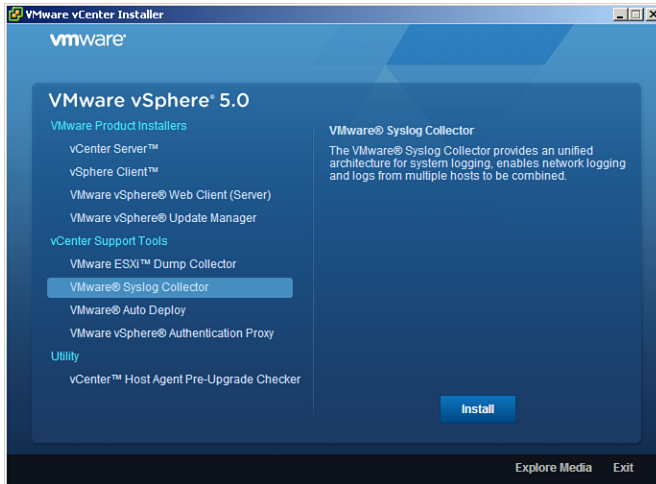 VMware vCenter Installer
vmware®
VMware vSphere® 5.0
VMware Product Installers
vCenter Server™
vSphere Client™
VMware vSphere® Web Client (Server)
VMware vSphere® Update Manager
vCenter Support Tools
VMware ESXi™ Dump Collector
VMware® Syslog Collector
VMware® Auto Deploy
VMware vSphere® Authentication Proxy
Utility
vCenter™ Host Agent Pre-Upgrade Checker
VMware® Syslog Collector
The VMware® Syslog Collector provides an unified
architecture for system logging, enables network logging
and logs from multiple hosts to be combined.
Install
Explore Media Exit